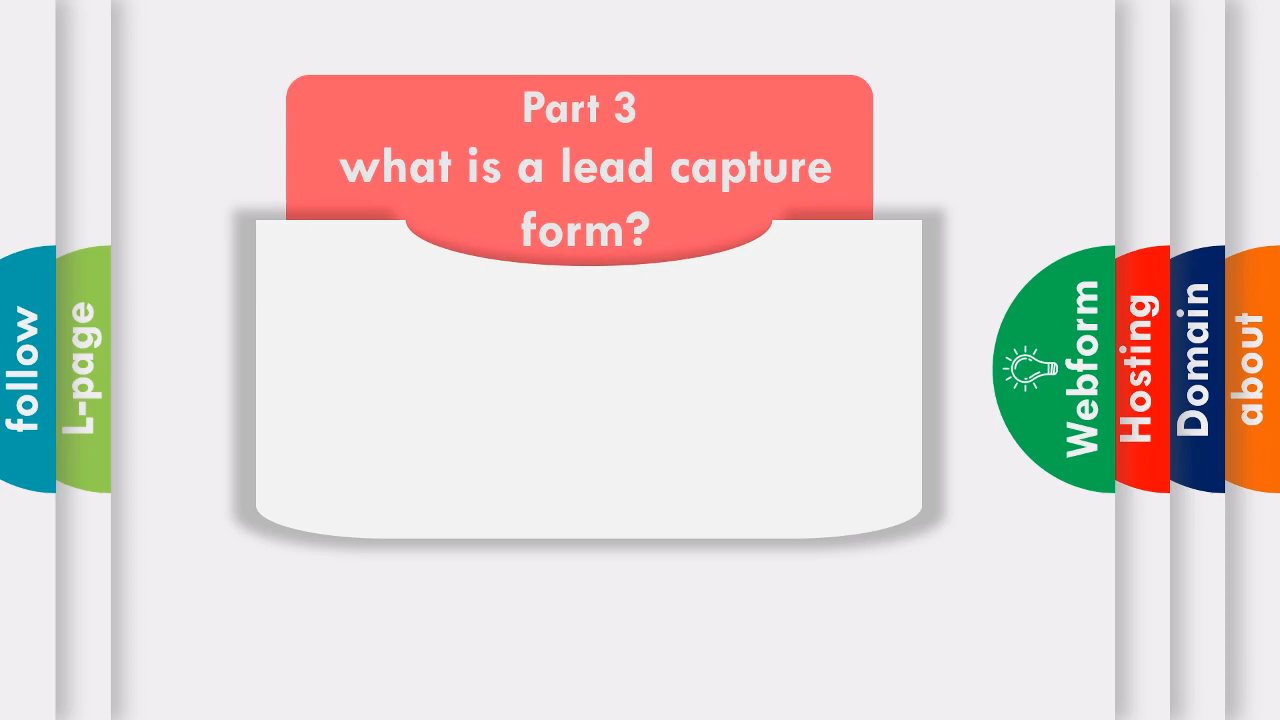 Part 3
what is a lead capture
form?
follow
L-page
Webform
Hosting
Domain
about